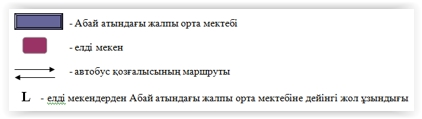 - Абай атындағы жалпы орта мектебі
- елді мекен
- автобус қозғалысының маршруты
L - елді мекендерден Абай атындағы жалпы орта мектебіне дейінгі жол ұзындығы